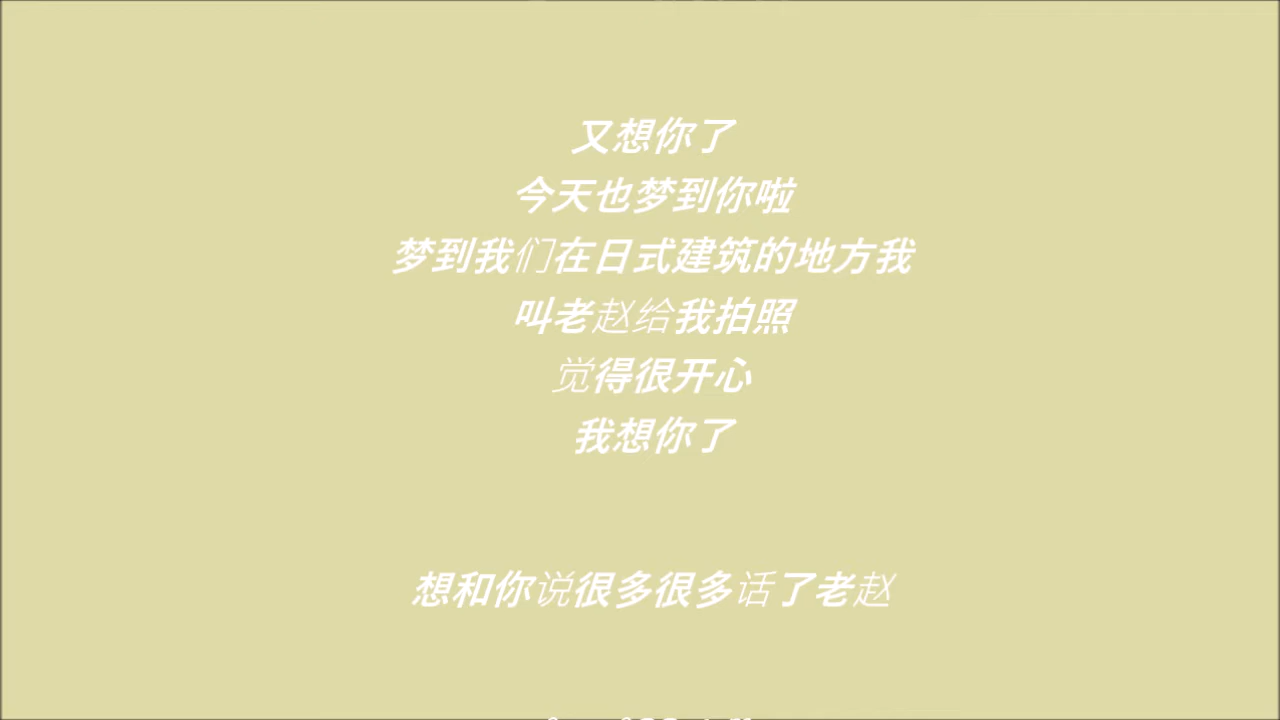 又想你了
今天也梦到你啦
梦到我们在日式建筑的地方我
叫老赵给我拍照
觉得很开心
我想你了
想和你说很多很多话了老赵